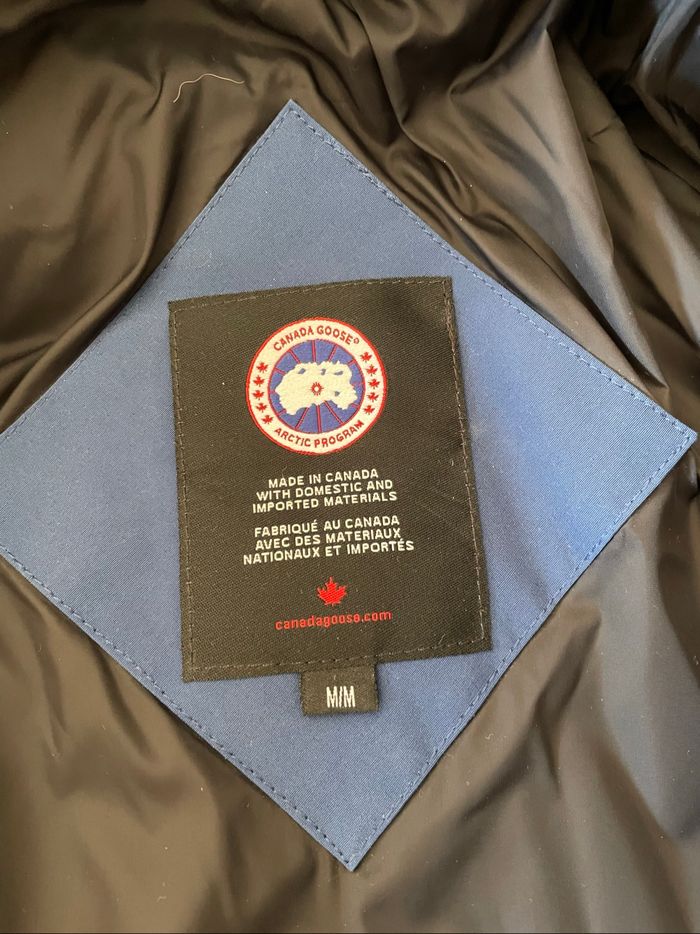 CANADA GOOSE®
ARCTIC PROGRAM
MADE IN CANADA
WITH DOMESTIC AND
IMPORTED MATERIALS
FABRIQUÉ AU CANADA
AVEC DES MATERIAUX
NATIONAUX ET IMPORTÉS
canadagoose.com
M/M